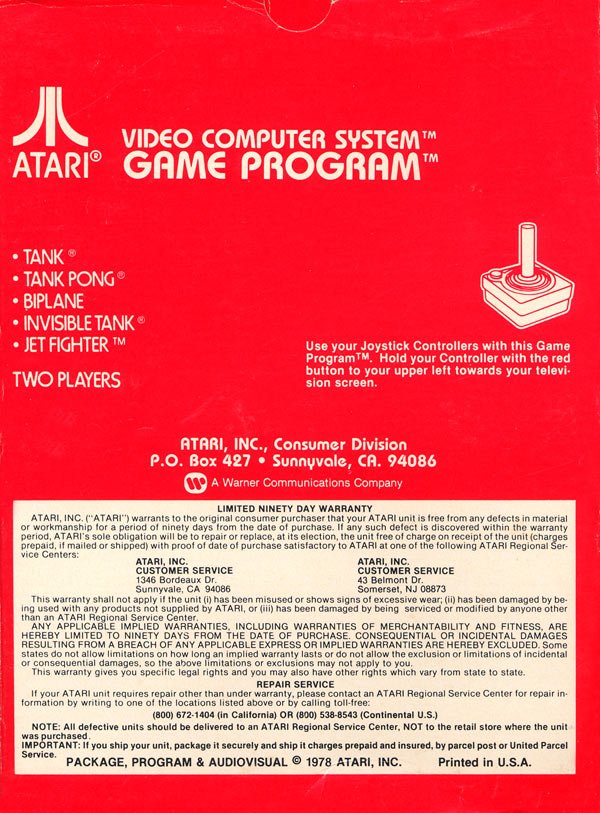 ATARI®
VIDEO COMPUTER SYSTEM™
GAME PROGRAM™
• TANK®
• TANK PONG®
• BIPLANE
• INVISIBLE TANK®
• JET FIGHTER™
TWO PLAYERS
Use your Joystick Controllers with this Game
Program™. Hold your Controller with the red
button to your upper left towards your televi-
sion screen.
ATARI, INC., Consumer Division
P.O. Box 427 • Sunnyvale, CA. 94086
A Warner Communications Company
LIMITED NINETY DAY WARRANTY
ATARI, INC. ("ATARI") warrants to the original consumer purchaser that your ATARI unit is free from any defects in material
or workmanship for a period of ninety days from the date of purchase. If any such defect is discovered within the warranty
period, ATARI's sole obligation will be to repair or replace, at its election, the unit free of charge on receipt of the unit (charges
prepaid, if mailed or shipped) with proof of date of purchase satisfactory to ATARI at one of the following ATARI Regional Ser-
vice Centers:
ATARI, INC.
CUSTOMER SERVICE
1346 Bordeaux Dr.
Sunnyvale, CA 94086
ATARI, INC.
CUSTOMER SERVICE
43 Belmont Dr.
Somerset, NJ 08873
This warranty shall not apply if the unit (i) has been misused or shows signs of excessive wear; (ii) has been damaged by be-
ing used with any products not supplied by ATARI, or (iii) has been damaged by being serviced or modified by anyone other
than an ATARI Regional Service Center.
ANY APPLICABLE IMPLIED WARRANTIES, INCLUDING WARRANTIES OF MERCHANTABILITY AND FITNESS, ARE
HEREBY LIMITED TO NINETY DAYS FROM THE DATE OF PURCHASE. CONSEQUENTIAL OR INCIDENTAL DAMAGES
RESULTING FROM A BREACH OF ANY APPLICABLE EXPRESS OR IMPLIED WARRANTIES ARE HEREBY EXCLUDED. Some
states do not allow limitations on how long an implied warranty lasts or do not allow the exclusion or limitations of incidental
or consequential damages, so the above limitations or exclusions may not apply to you.
This warranty gives you specific legal rights and you may also have other rights which vary from state to state.
REPAIR SERVICE
If your ATARI unit requires repair other than under warranty, please contact an ATARI Regional Service Center for repair in-
formation by writing to one of the locations listed above or by calling toll-free:
(800) 672-1404 (in California) OR (800) 538-8543 (Continental U.S.)
NOTE: All defective units should be delivered to an ATARI Regional Service Center, NOT to the retail store where the unit
was purchased.
IMPORTANT: If you ship your unit, package it securely and ship it charges prepaid and insured, by parcel post or United Parcel
Service.
PACKAGE, PROGRAM & AUDIOVISUAL © 1978 ATARI, INC. Printed in U.S.A.